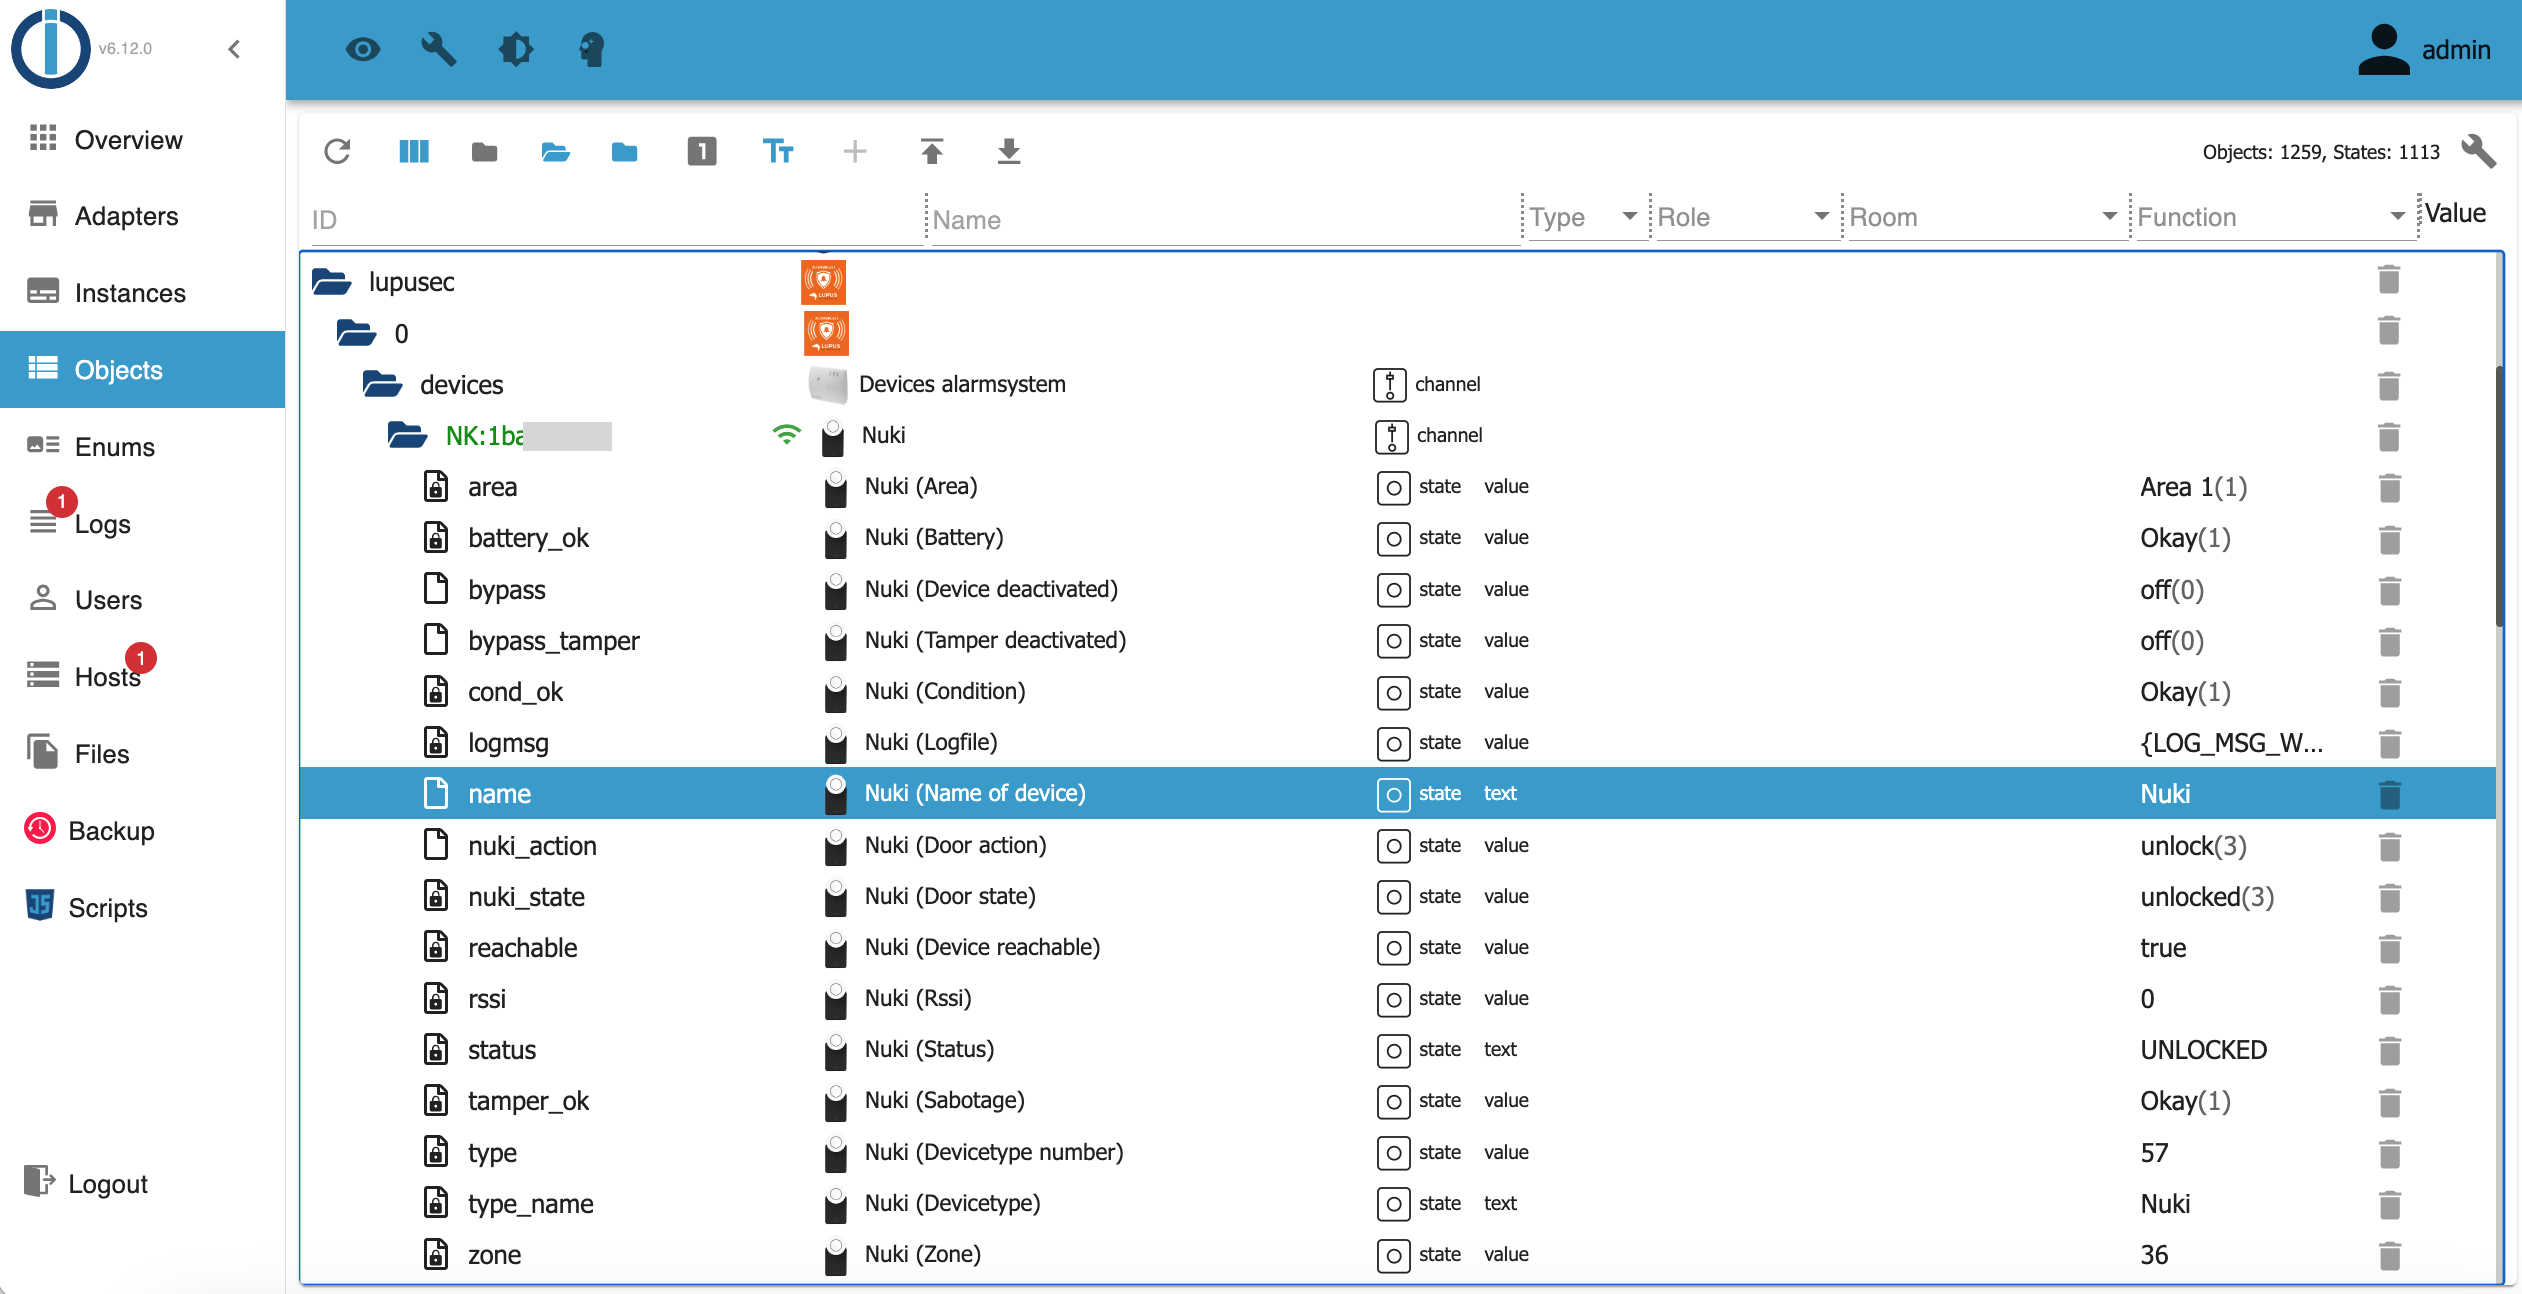 v6.12.0
admin
Overview
Adapters
Instances
Objects
Enums
1
Logs
Users
1
Hosts
Files
Backup
JS Scripts
Logout
1 Tт Objects: 1259, States: 1113
ID Name Type Role Room Function Value
lupusec LUPUS
0 LUPUS
devices Devices alarmsystem channel
NK:1ba Nuki channel
area Nuki (Area) state value Area 1(1)
battery_ok Nuki (Battery) state value Okay(1)
bypass Nuki (Device deactivated) state value off(0)
bypass_tamper Nuki (Tamper deactivated) state value off(0)
cond_ok Nuki (Condition) state value Okay(1)
logmsg Nuki (Logfile) state value {LOG_MSG_W...
name Nuki (Name of device) state text Nuki
nuki_action Nuki (Door action) state value unlock(3)
nuki_state Nuki (Door state) state value unlocked(3)
reachable Nuki (Device reachable) state value true
rssi Nuki (Rssi) state value 0
status Nuki (Status) state text UNLOCKED
tamper_ok Nuki (Sabotage) state value Okay(1)
type Nuki (Devicetype number) state value 57
type_name Nuki (Devicetype) state text Nuki
zone Nuki (Zone) state value 36